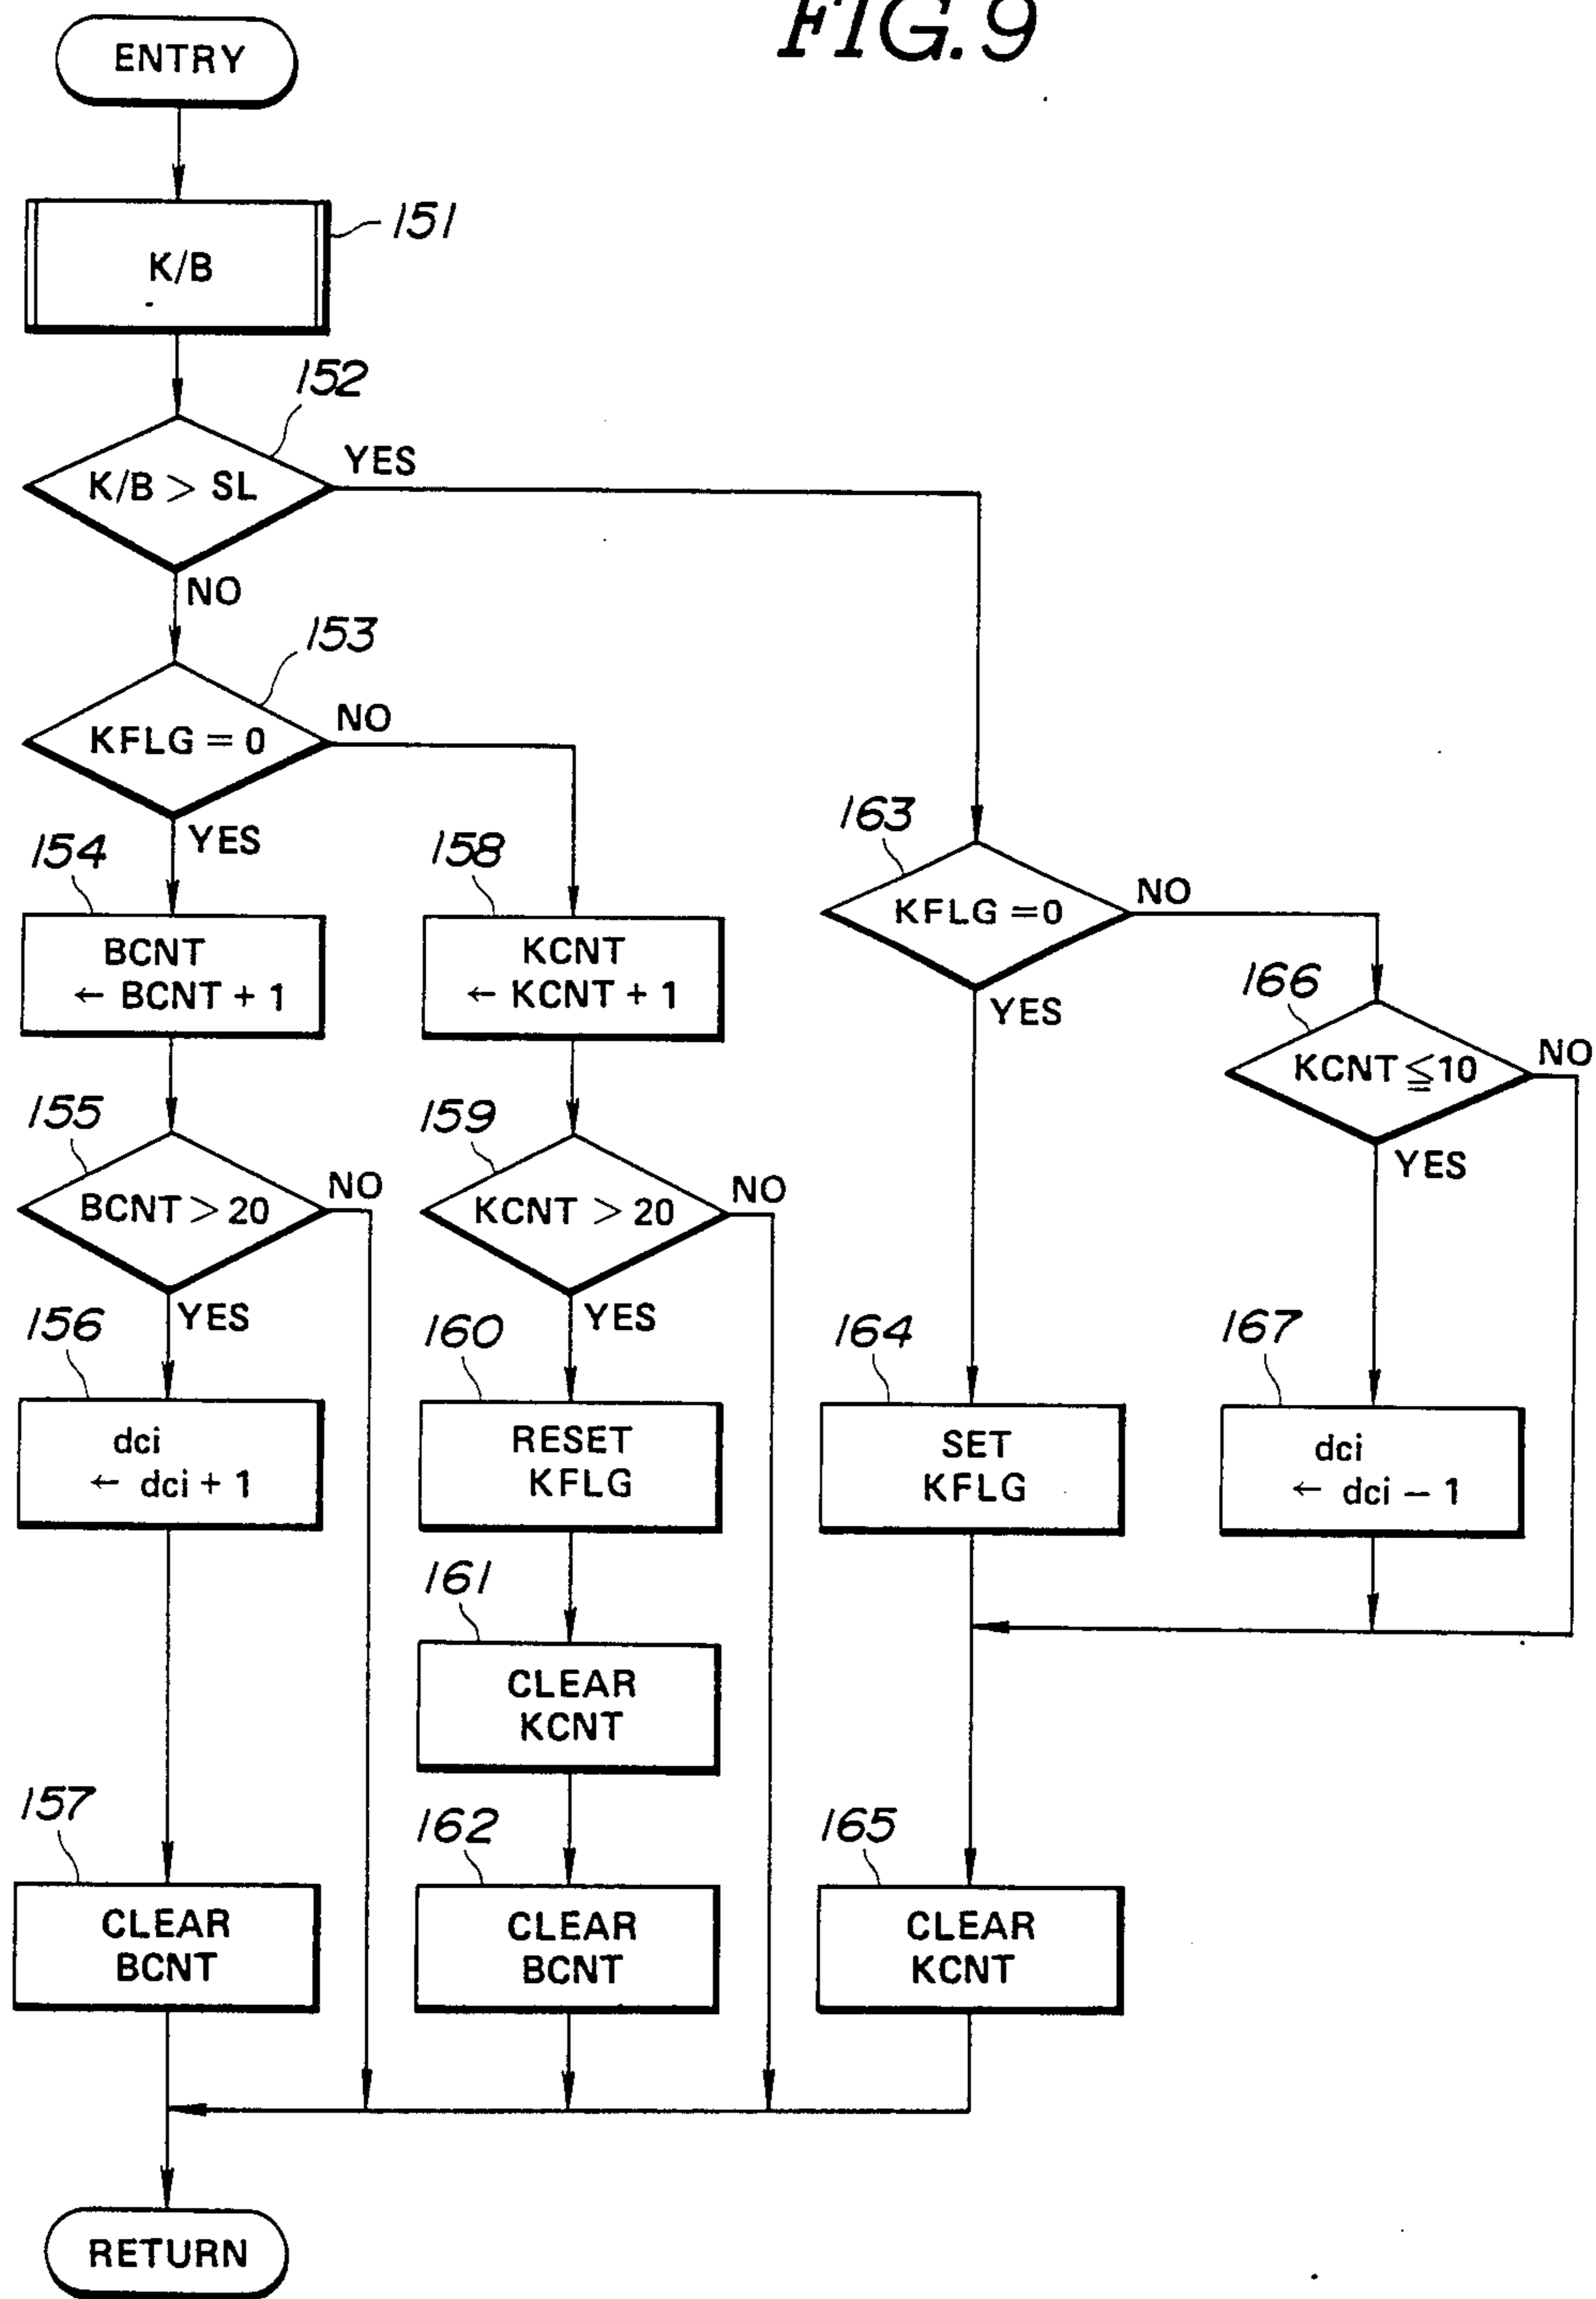 FIG. 9
ENTRY
K/B
151
152
K/B > SL
YES
NO
153
KFLG = 0
NO
YES
154
BCNT
← BCNT + 1
155
BCNT > 20
NO
YES
156
dci
← dci + 1
157
CLEAR
BCNT
158
KCNT
← KCNT + 1
159
KCNT > 20
NO
YES
160
RESET
KFLG
161
CLEAR
KCNT
162
CLEAR
BCNT
163
KFLG = 0
NO
YES
164
SET
KFLG
165
CLEAR
KCNT
166
KCNT ≦ 10
NO
YES
167
dci
← dci − 1
RETURN